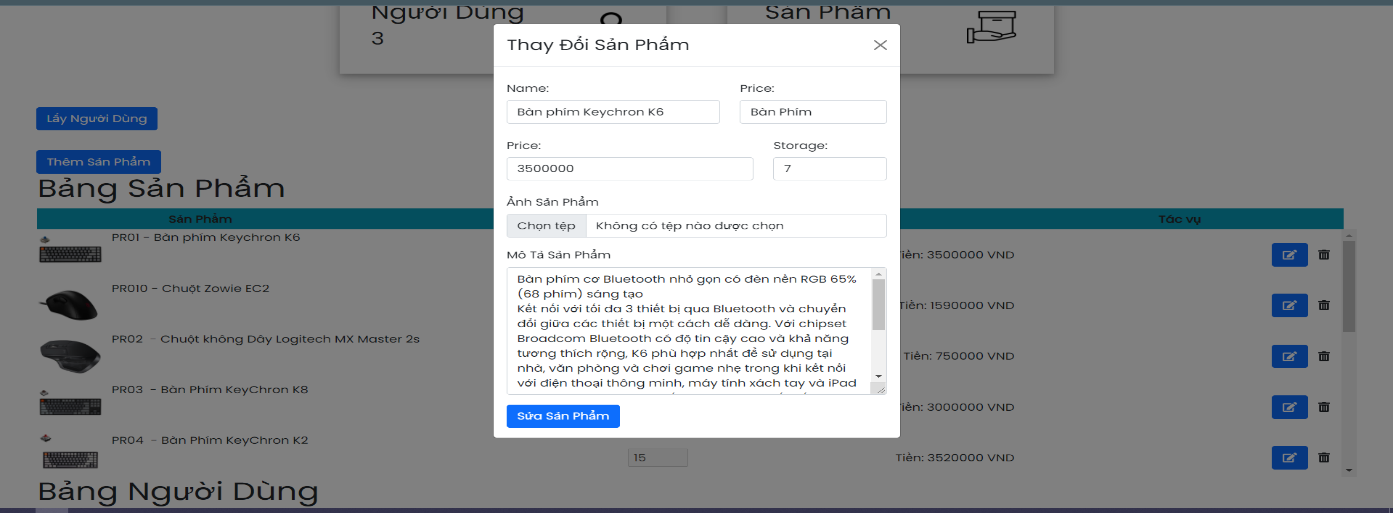 Người Dùng
3
Sản Phẩm
Thay Đổi Sản Phẩm
Name:
Price:
Bàn phím Keychron K6
Bàn Phím
Price:
Storage:
3500000
7
Ảnh Sãn Phẩm
Chọn tệp
Không có tệp nào được chọn
Mô Tả Sản Phẩm
Bàn phím cơ Bluetooth nhỏ gọn có đèn nền RGB 65%
(68 phím) sáng tạo
Kết nối với tối đa 3 thiết bị qua Bluetooth và chuyển
đổi giữa các thiết bị một cách dễ dàng. Với chipset
Broadcom Bluetooth có độ tin cậy cao và khả năng
tương thích rộng, K6 phù hợp nhất để sử dụng tại
nhà, văn phòng và chơi game nhẹ trong khi kết nối
với điện thoại thông minh, máy tính xách tay và iPad
Sửa Sản Phẩm
Lấy Người Dùng
Thêm Sản Phẩm
Bảng Sản Phẩm
Sản Phẩm
Tác vụ
PR01 - Bàn phím Keychron K6
Tiền: 3500000 VND
PR010 - Chuột Zowie EC2
Tiền: 1590000 VND
PR02 - Chuột không Dây Logitech MX Master 2s
Tiền: 750000 VND
PR03 - Bàn Phím KeyChron K8
Tiền: 3000000 VND
PR04 - Bàn Phím KeyChron K2
15
Tiền: 3520000 VND
Bảng Người Dùng